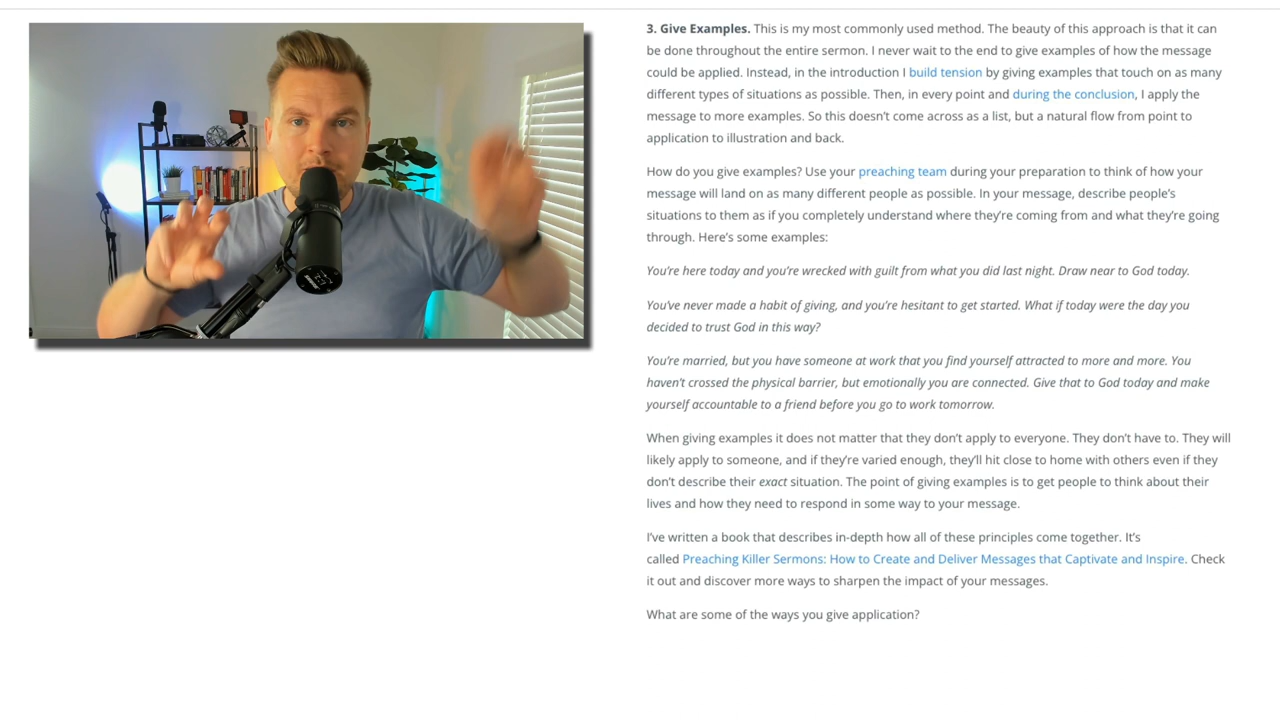 3. Give Examples. This is my most commonly used method. The beauty of this approach is that it can
be done throughout the entire sermon. I never wait to the end to give examples of how the message
could be applied. Instead, in the introduction I build tension by giving examples that touch on as many
different types of situations as possible. Then, in every point and during the conclusion, I apply the
message to more examples. So this doesn’t come across as a list, but a natural flow from point to
application to illustration and back.
How do you give examples? Use your preaching team during your preparation to think of how your
message will land on as many different people as possible. In your message, describe people’s
situations to them as if you completely understand where they’re coming from and what they’re going
through. Here’s some examples:
You’re here today and you’re wrecked with guilt from what you did last night. Draw near to God today.
You’ve never made a habit of giving, and you’re hesitant to get started. What if today were the day you
decided to trust God in this way?
You’re married, but you have someone at work that you find yourself attracted to more and more. You
haven’t crossed the physical barrier, but emotionally you are connected. Give that to God today and make
yourself accountable to a friend before you go to work tomorrow.
When giving examples it does not matter that they don’t apply to everyone. They don’t have to. They will
likely apply to someone, and if they’re varied enough, they’ll hit close to home with others even if they
don’t describe their exact situation. The point of giving examples is to get people to think about their
lives and how they need to respond in some way to your message.
I’ve written a book that describes in-depth how all of these principles come together. It’s
called Preaching Killer Sermons: How to Create and Deliver Messages that Captivate and Inspire. Check
it out and discover more ways to sharpen the impact of your messages.
What are some of the ways you give application?